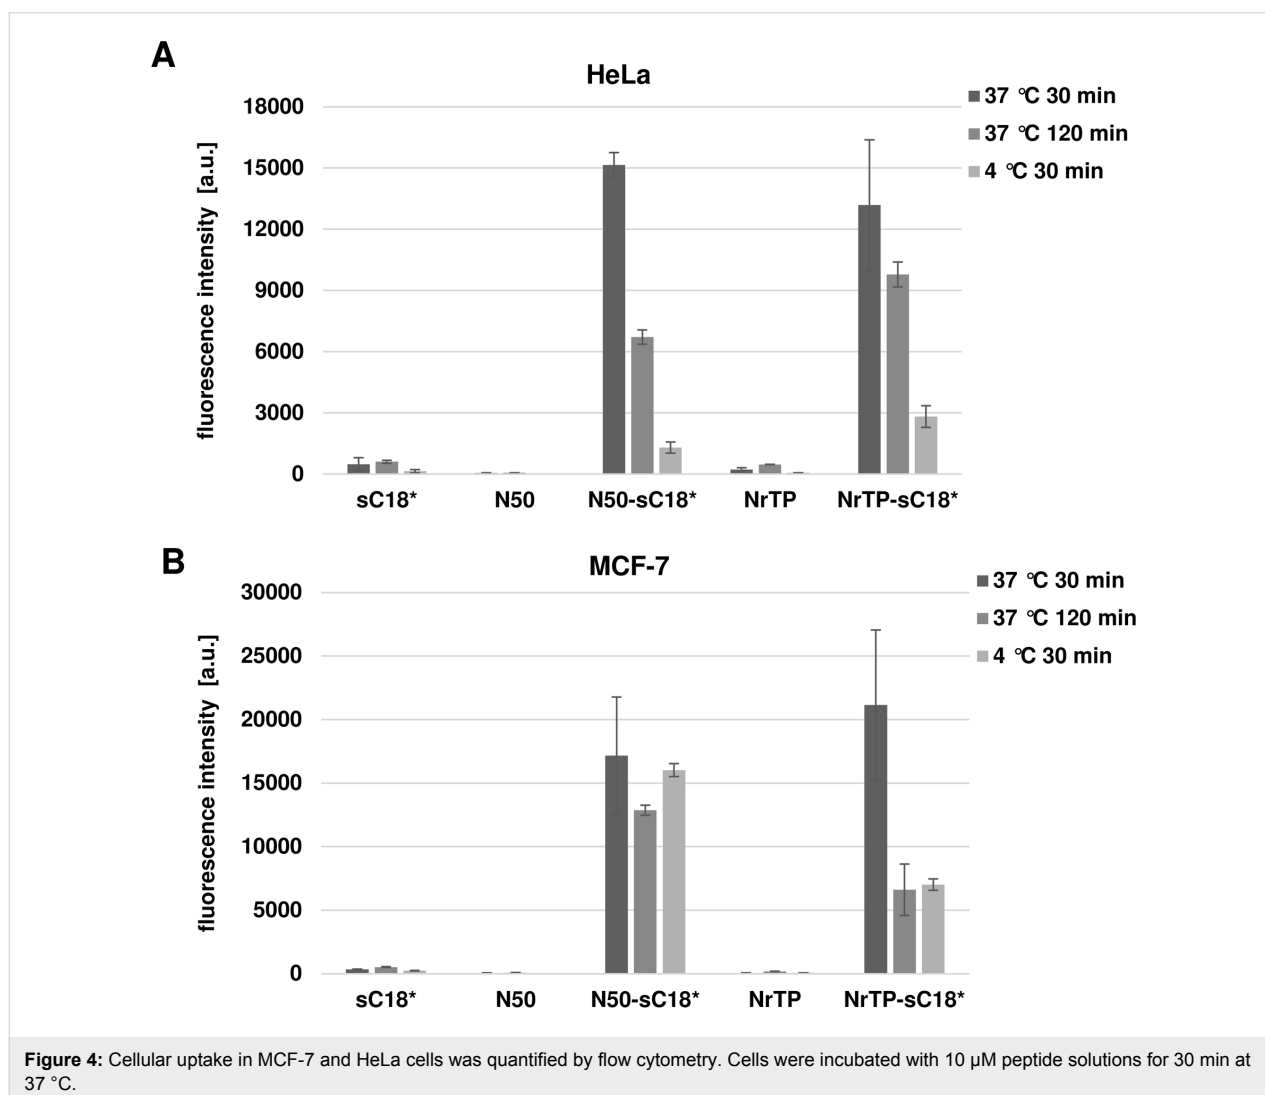 A
HeLa
18000
15000
12000
9000
6000
3000
0
fluorescence intensity [a.u.]
37 °C 30 min
37 °C 120 min
4 °C 30 min
sC18* N50 N50-sC18* NrTP NrTP-sC18*
B
MCF-7
30000
25000
20000
15000
10000
5000
0
fluorescence intensity [a.u.]
37 °C 30 min
37 °C 120 min
4 °C 30 min
sC18* N50 N50-sC18* NrTP NrTP-sC18*
Figure 4: Cellular uptake in MCF-7 and HeLa cells was quantified by flow cytometry. Cells were incubated with 10 µM peptide solutions for 30 min at
37 °C.